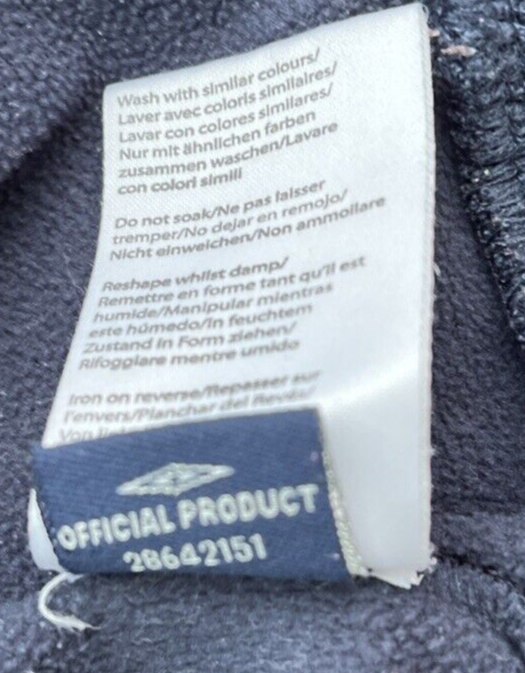 Wash with similar colours/
Laver avec coloris similaires/
Lavar con colores similares/
Nur mit ähnlichen farben
zusammen waschen/Lavare
con colori simili
Do not soak/Ne pas laisser
tremper/No dejar en remojo/
Nicht einweichen/Non ammollare
Reshape whilst damp/
Remettre en forme tant qu'il est
humide/Manipular mientras
este húmedo/In feuchtem
Zustand in Form ziehen/
Rifoggiare mentre umido
Iron on reverse/Repasser sur
l'envers/Planchar del Revés/
Von
OFFICIAL PRODUCT
28642151